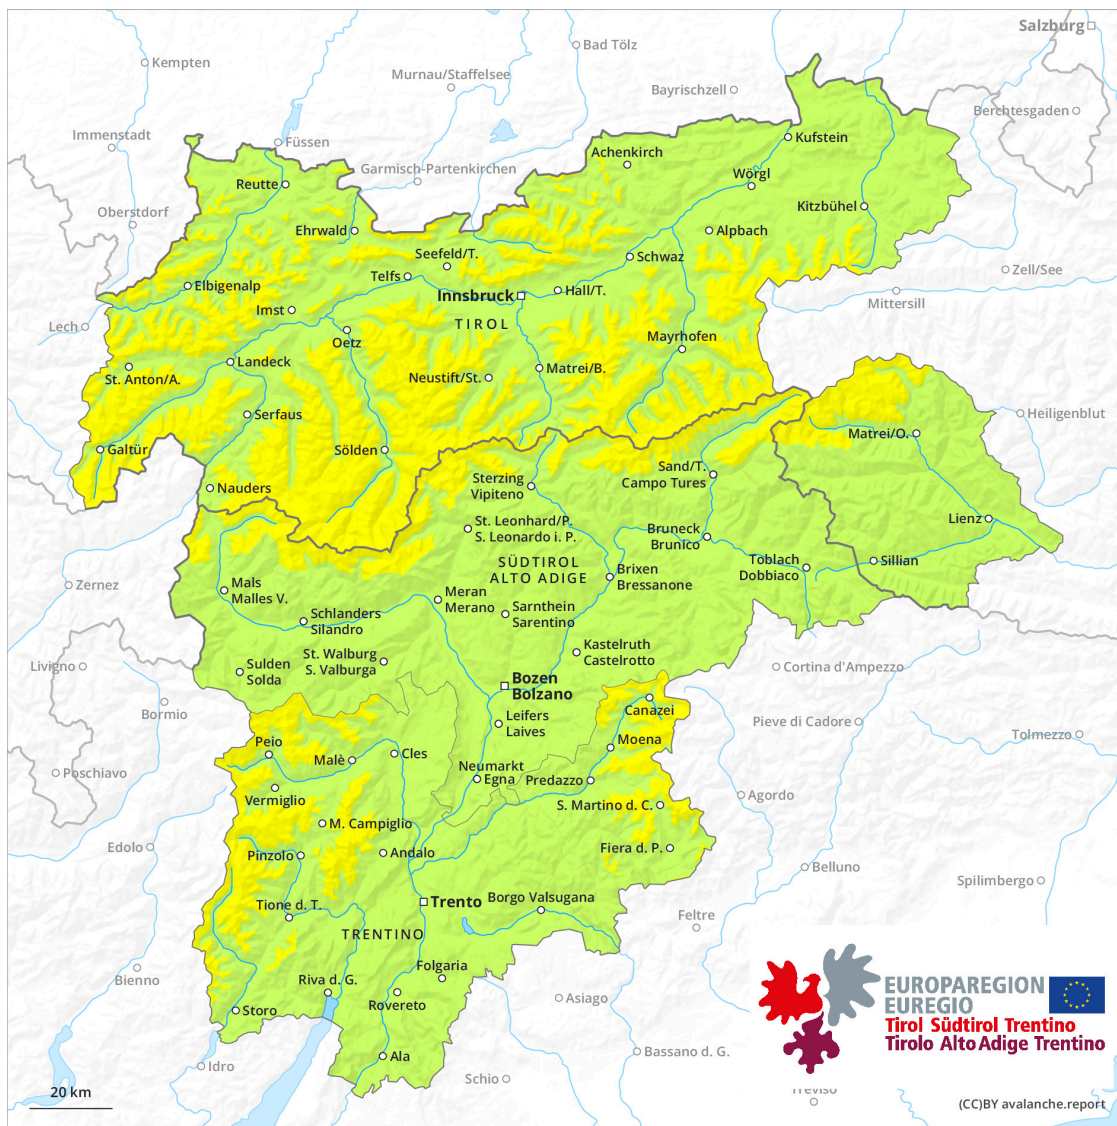 Salzburg
Bad Tölz
Kempten
Murnau/Staffelsee
Bayrischzell
Berchtesgaden
Immenstadt
Füssen
Kufstein
Achenkirch
Garmisch-Partenkirchen
Wörgl
Reutte
Oberstdorf
Kitzbühel
Ehrwald
Alpbach
Seefeld/T.
Schwaz
Zell/See
Telfs
Elbigenalp
Innsbruck
Hall/T.
Mittersill
Imst
Lech
TIROL
Oetz
Mayrhofen
Landeck
St. Anton/A.
Neustift/St.
Matrei/B.
Serfaus
Heiligenblut
Matrei/O.
Galtür
Sölden
Sand/T.
Campo Tures
Sterzing
Vipiteno
Nauders
Lienz
St. Leonhard/P.
S. Leonardo i. P.
Bruneck
Brunico
SÜDTIROL
ALTO ADIGE
Toblach
Dobbiaco
Sillian
Brixen
Bressanone
Zernez
Mals
Malles V.
Meran
Merano
Schlanders
Silandro
Sarnthein
Sarentino
Kastelruth
Castelrotto
St. Walburg
S. Valburga
Livigno
Sulden
Solda
Cortina d'Ampezzo
Bozen
Bolzano
Bormio
Canazei
Leifers
Laives
Pieve di Cadore
Tolmezzo
Peio
Moena
Cles
Malè
Poschiavo
Neumarkt
Egna
Predazzo
Vermiglio
Agordo
S. Martino d. C.
M. Campiglio
Edolo
Pinzolo
Andalo
Fiera d. P.
Belluno
Spilimbergo
Trento
Borgo Valsugana
Tione d. T.
Feltre
TRENTINO
Bienno
Folgaria
Riva d. G.
Rovereto
Asiago
Storo
EUROPAREGION
EUREGIO
Tirol Südtirol Trentino
Tirolo Alto Adige Trentino
Ala
Bassano d. G.
Idro
Schio
Treviso
20 km
(CC)BY avalanche.report